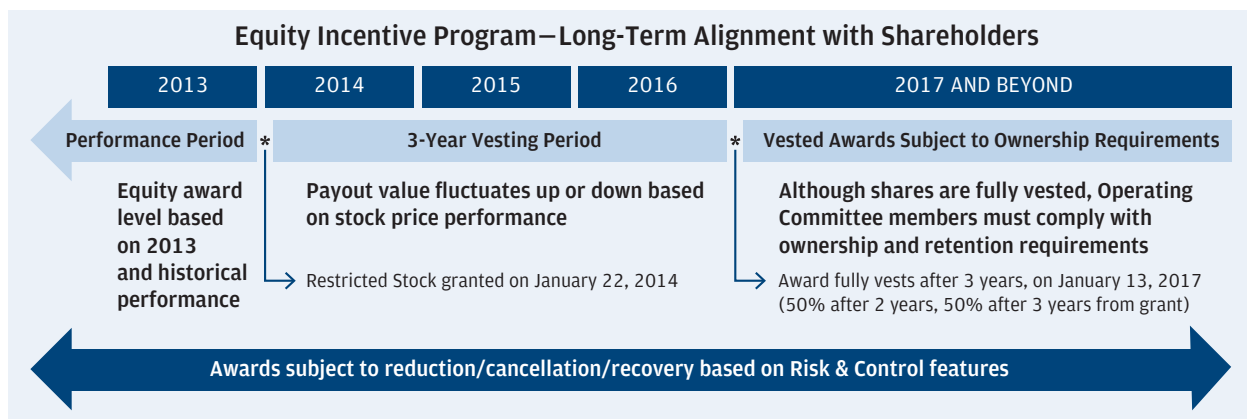 Equity Incentive Program—Long-Term Alignment with Shareholders
2013
2014
2015
2016
2017 AND BEYOND
Performance Period
*
3-Year Vesting Period
*
Vested Awards Subject to Ownership Requirements
Equity award
level based
on 2013
and historical
performance
Payout value fluctuates up or down based
on stock price performance
Restricted Stock granted on January 22, 2014
Although shares are fully vested, Operating
Committee members must comply with
ownership and retention requirements
Award fully vests after 3 years, on January 13, 2017
(50% after 2 years, 50% after 3 years from grant)
Awards subject to reduction/cancellation/recovery based on Risk & Control features